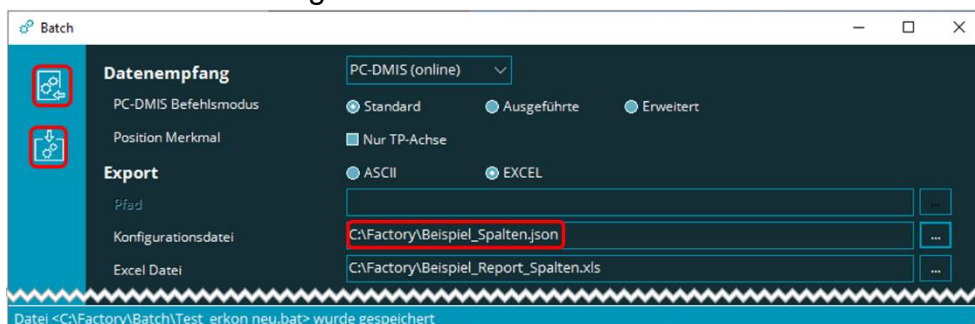 Batch
Datenempfang PC-DMIS (online)
PC-DMIS Befehlsmodus Standard Ausgeführte Erweitert
Position Merkmal Nur TP-Achse
Export ASCII EXCEL
Pfad ...
Konfigurationsdatei C:\Factory\Beispiel_Spalten.json ...
Excel Datei C:\Factory\Beispiel_Report_Spalten.xls ...
Datei <C:\Factory\Batch\Test_erkon neu.bat> wurde gespeichert